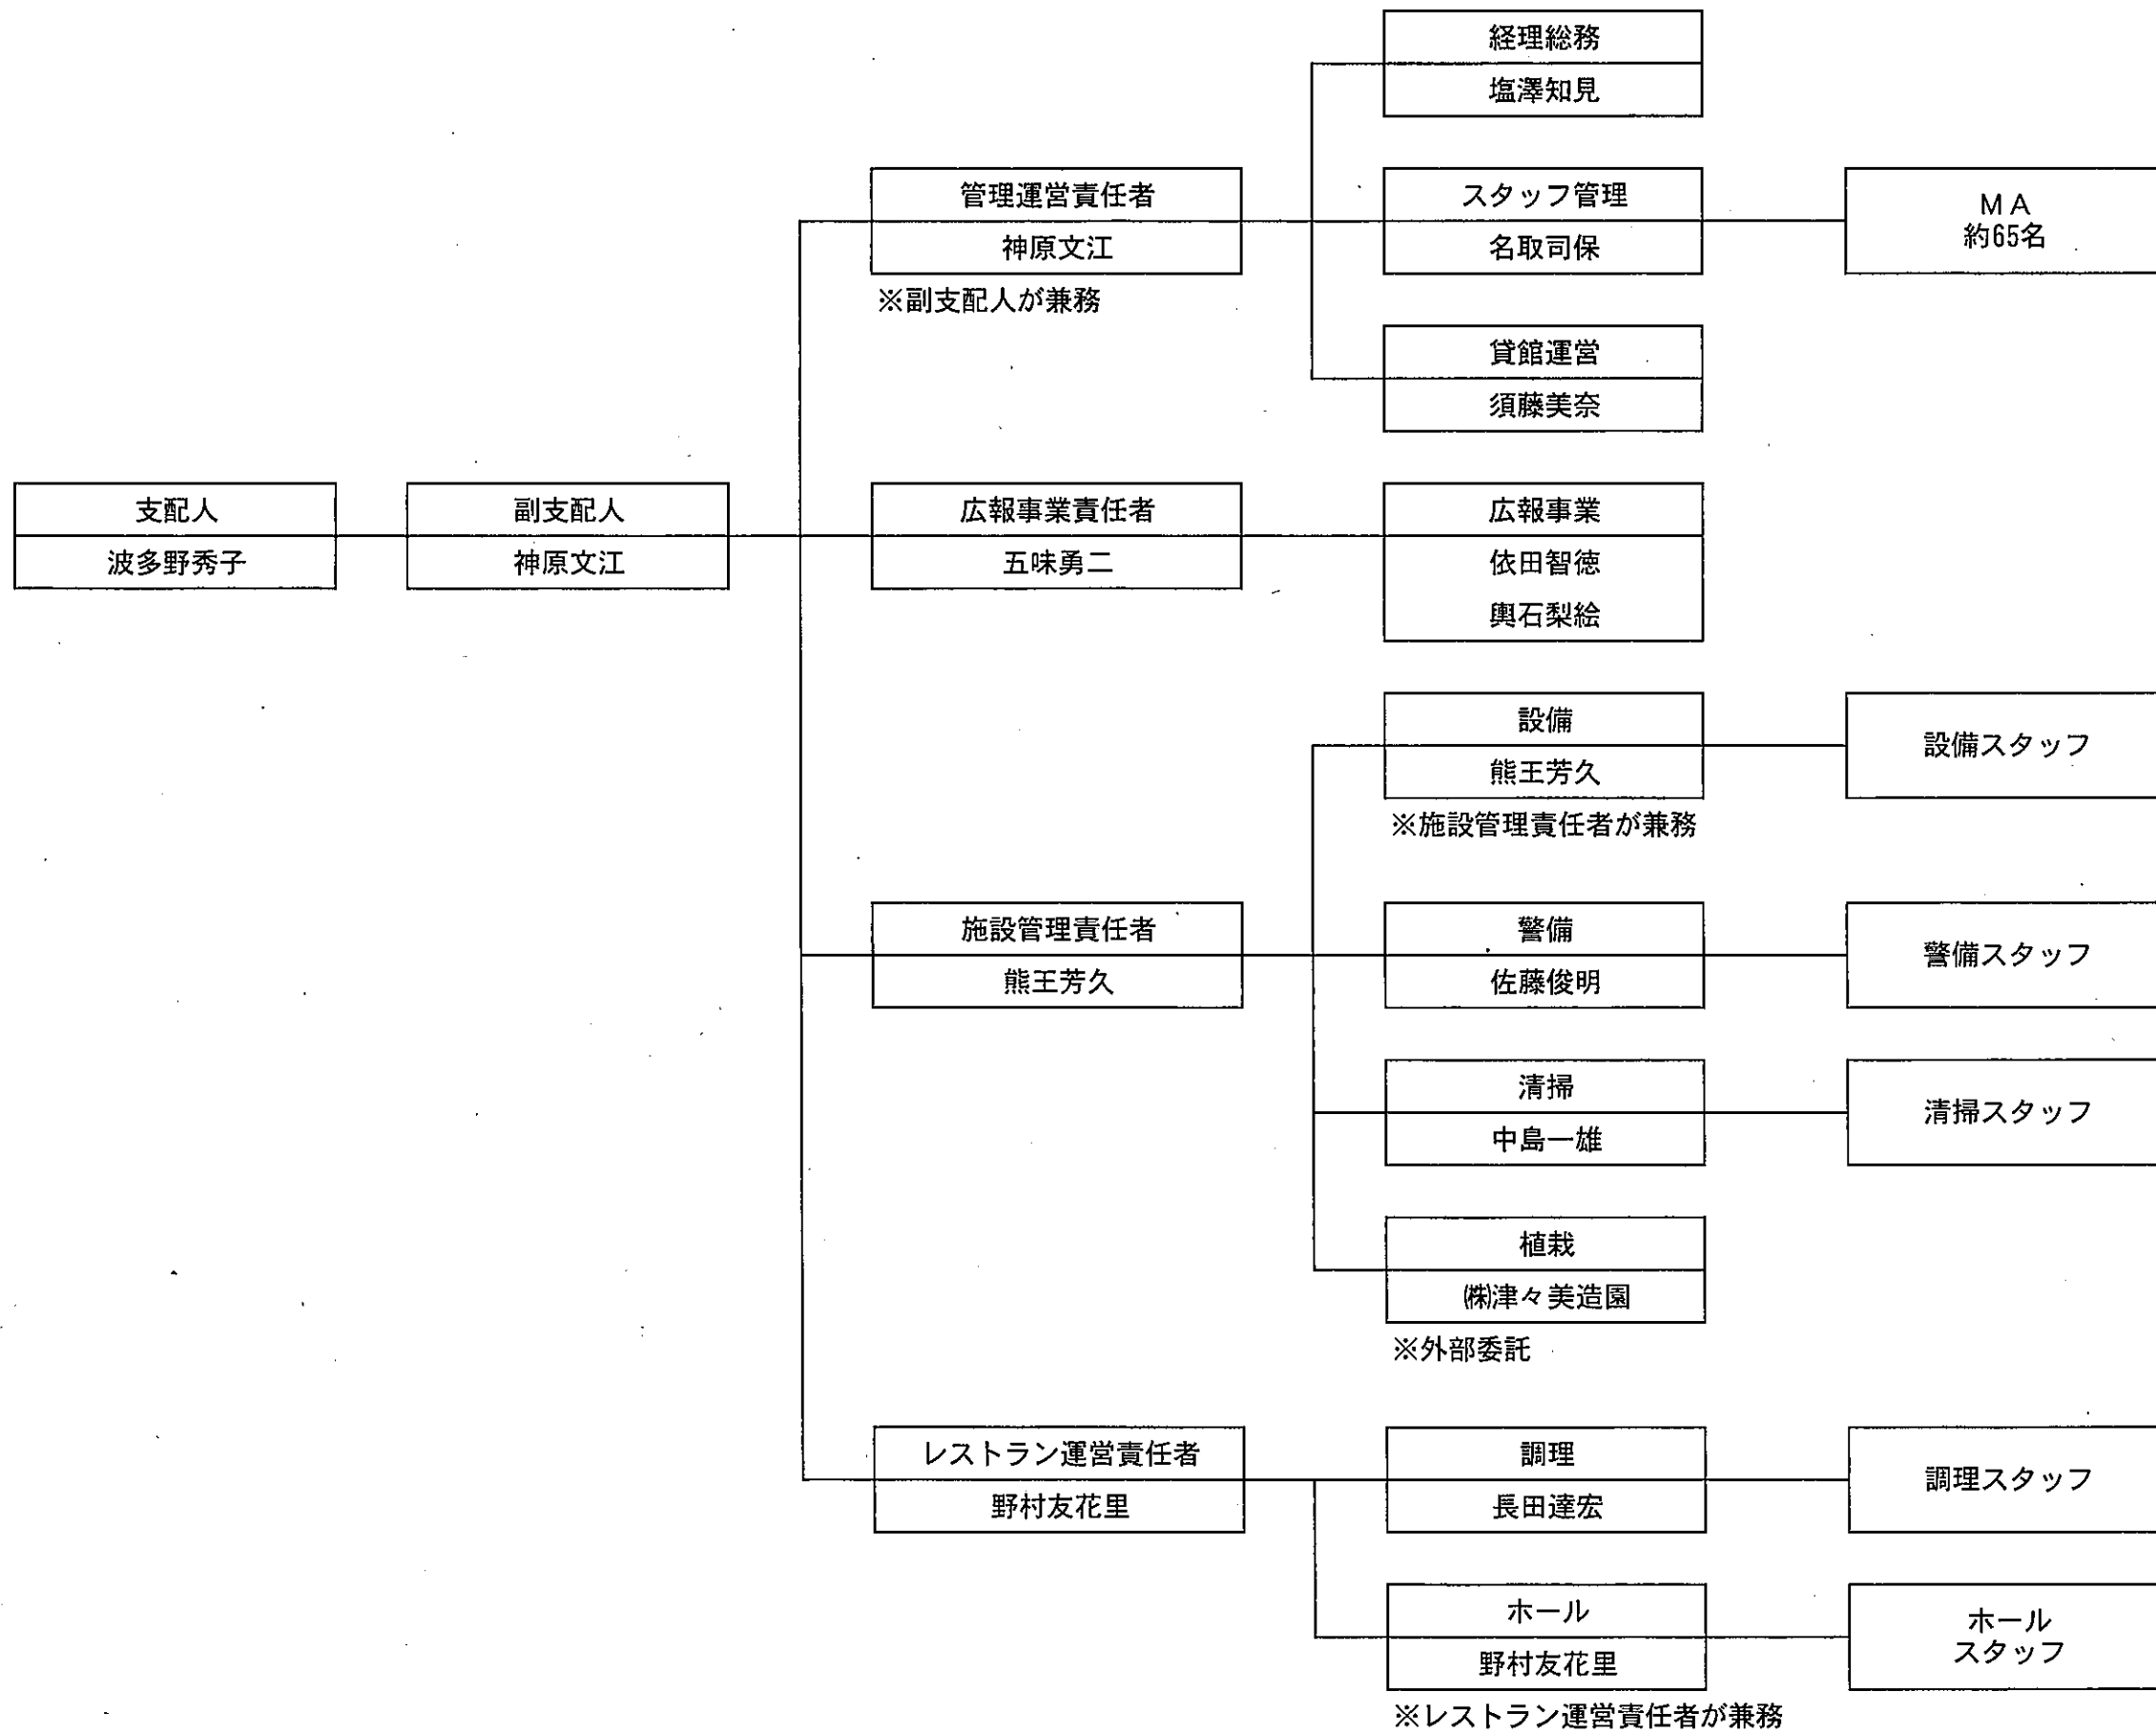 経理総務
塩澤知見
管理運営責任者
神原文江
※副支配人が兼務
スタッフ管理
名取司保
ＭＡ
約65名
貸館運営
須藤美奈
支配人
波多野秀子
副支配人
神原文江
広報事業責任者
五味勇二
広報事業
依田智徳
輿石梨絵
設備
熊王芳久
※施設管理責任者が兼務
設備スタッフ
施設管理責任者
熊王芳久
警備
佐藤俊明
警備スタッフ
清掃
中島一雄
清掃スタッフ
植栽
㈱津々美造園
※外部委託
レストラン運営責任者
野村友花里
調理
長田達宏
調理スタッフ
ホール
野村友花里
※レストラン運営責任者が兼務
ホール
スタッフ